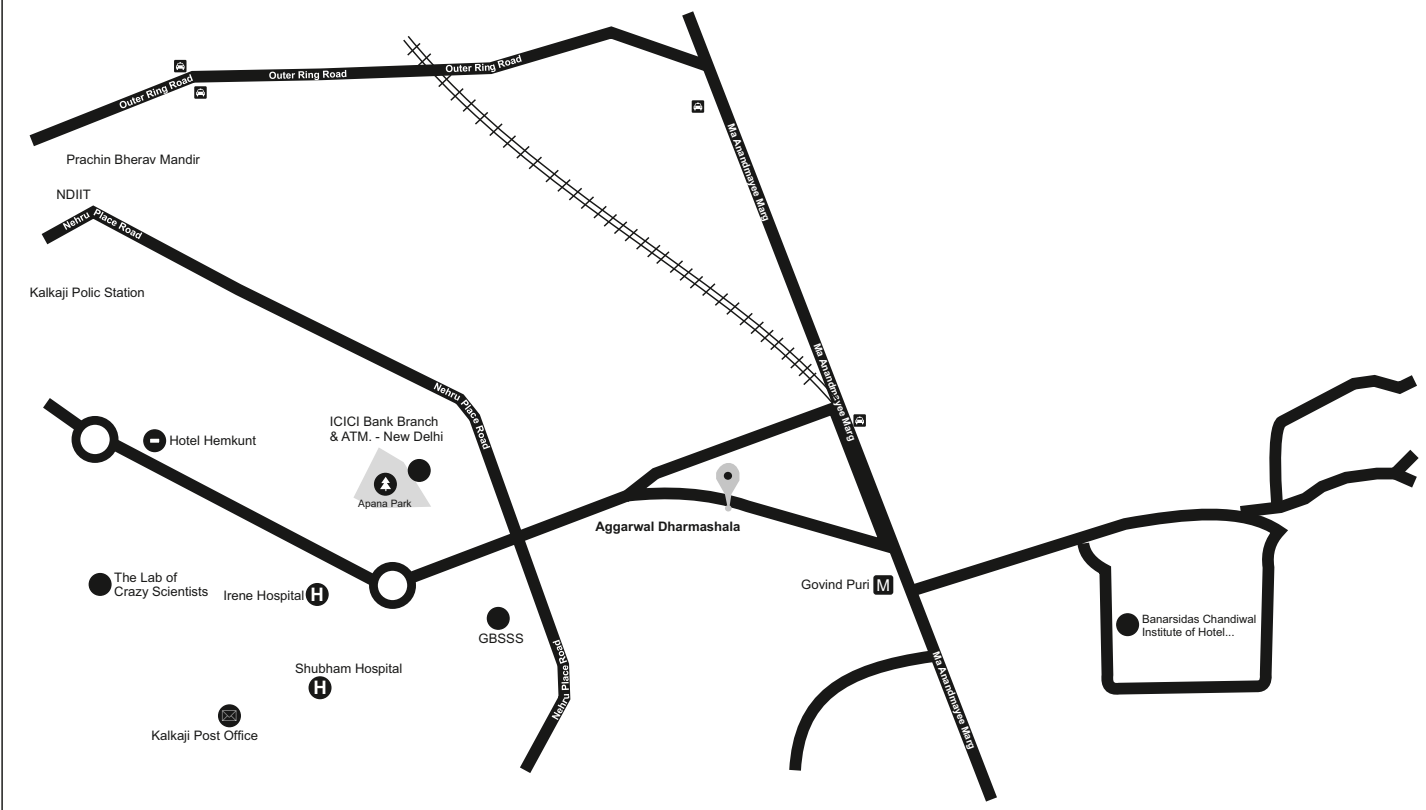 Outer Ring Road
Outer Ring Road
Outer Ring Road
Ma Anandmayee Marg
Prachin Bherav Mandir
NDIIT
Nehru Place Road
Kalkaji Polic Station
Ma Anandmayee Marg
Nehru Place Road
ICICI Bank Branch
& ATM. - New Delhi
Hotel Hemkunt
Apana Park
Aggarwal Dharmashala
The Lab of
Crazy Scientists
Irene Hospital
H
Govind Puri
M
GBSSS
Banarsidas Chandiwal
Institute of Hotel...
Shubham Hospital
H
Nehru Place Road
Ma Anandmayee Marg
Kalkaji Post Office